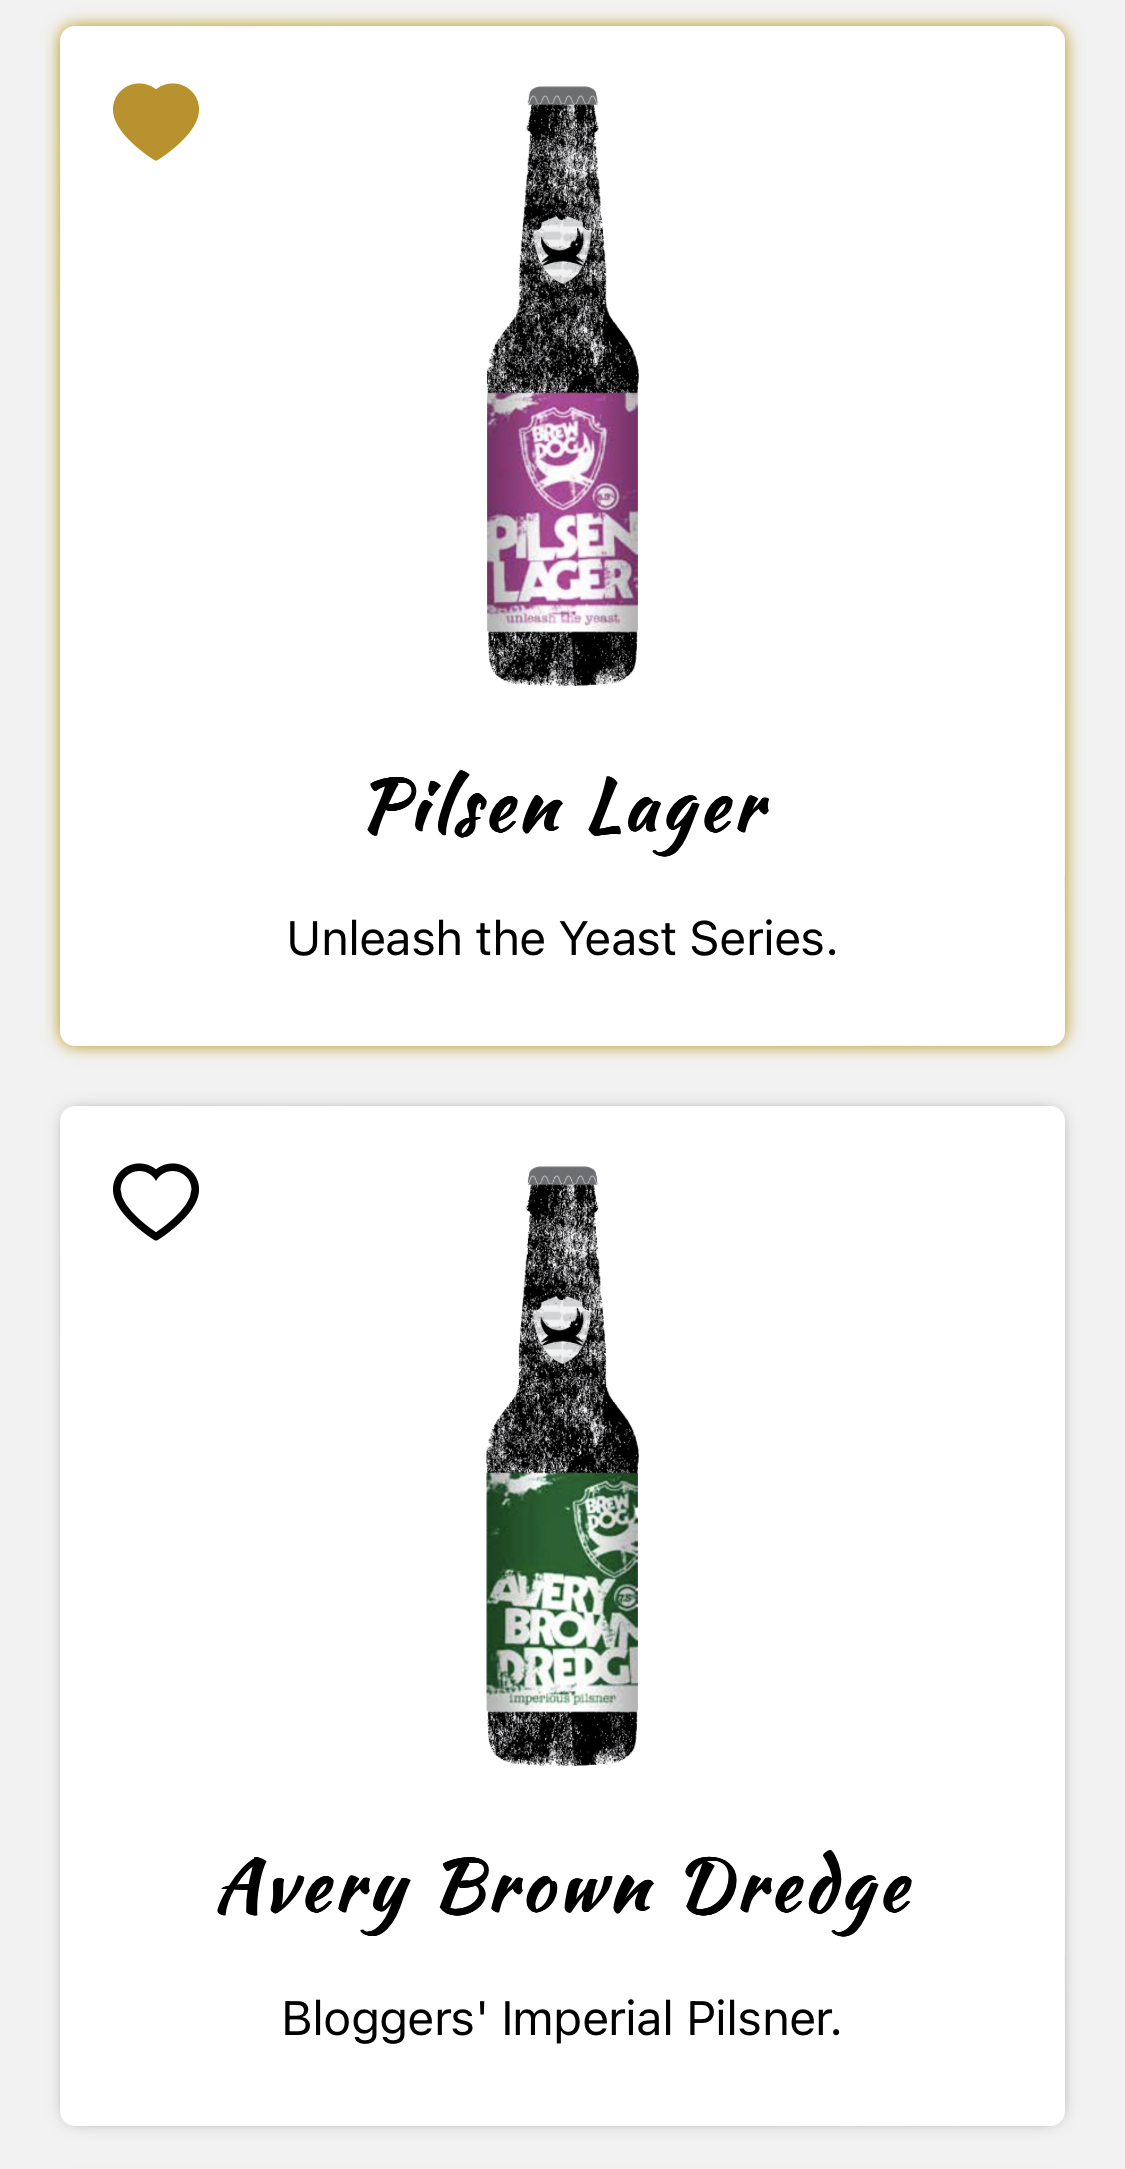 BREW
DOG
PILSEN
LAGER
unleash the yeast
Pilsen Lager
Unleash the Yeast Series.
BREW
DOG
AVERY
BROWN
DREDGE
imperious pilsner
Avery Brown Dredge
Bloggers' Imperial Pilsner.